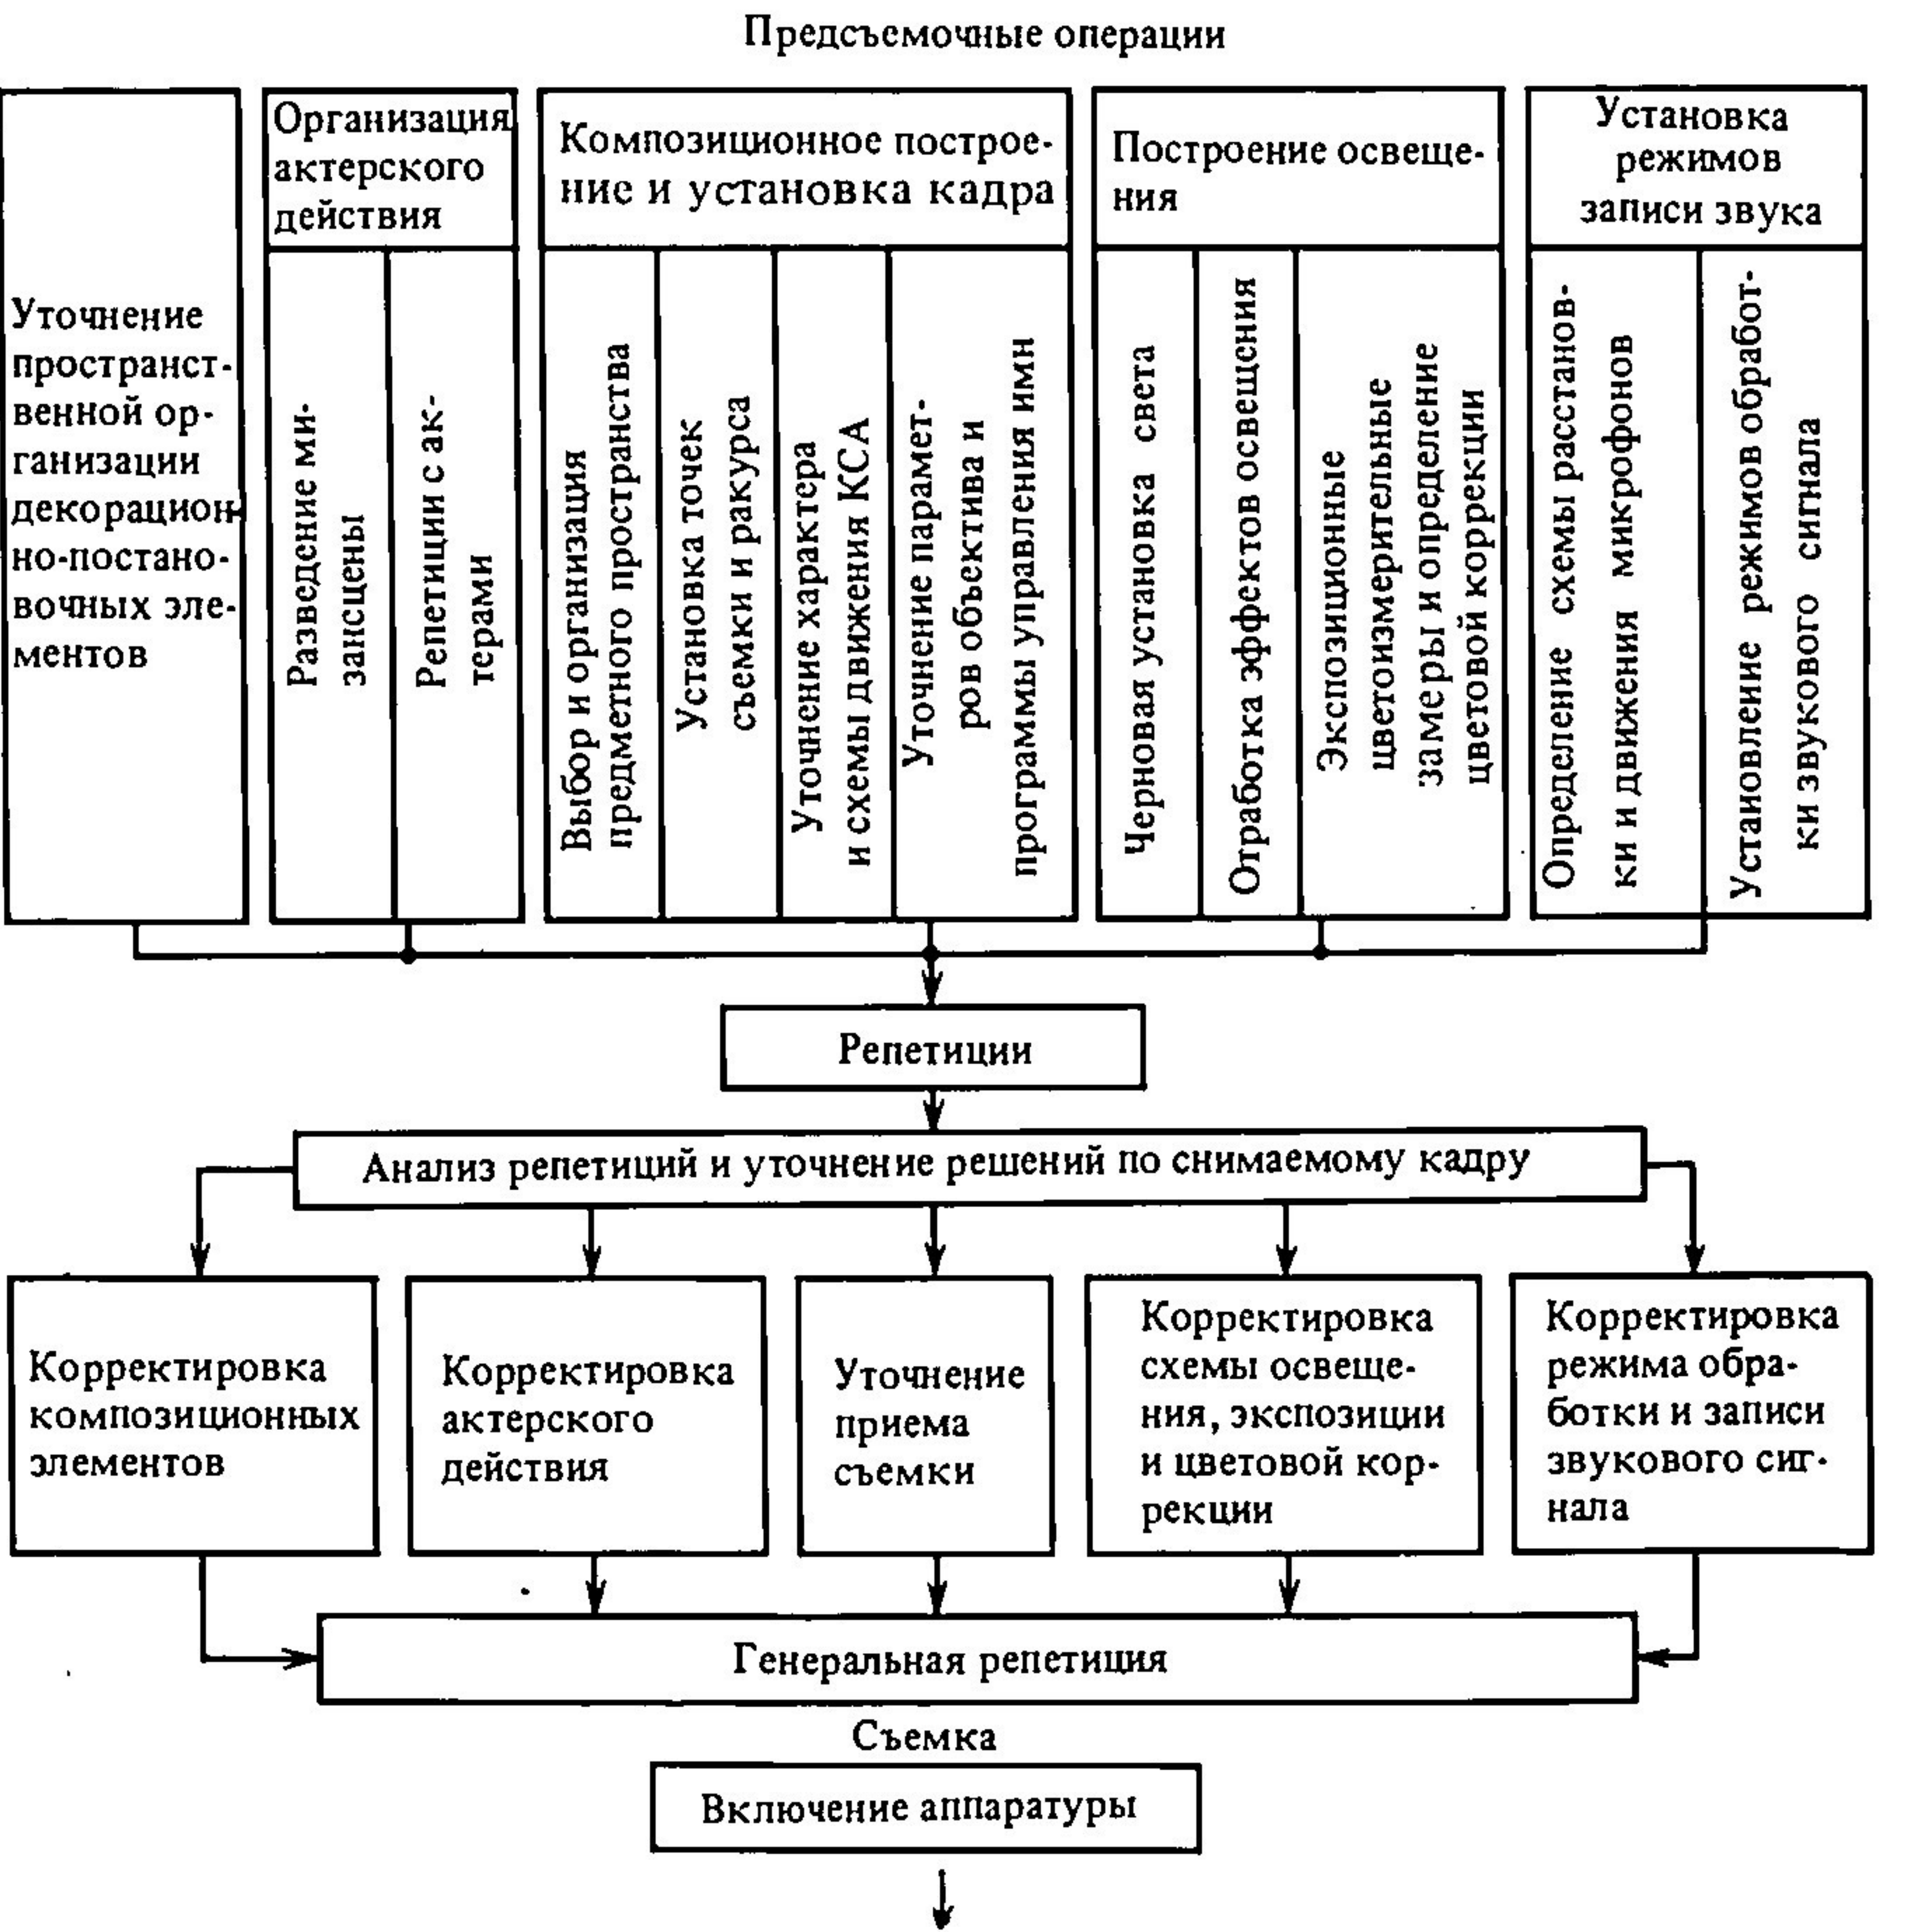 Предсъемочные операции
Уточнение
пространст-
венной ор-
ганизации
декорацион-
но-постано-
вочных эле-
ментов
Организация
актерского
действия
Разведение ми-
зансцены
Репетиции с ак-
терами
Композиционное построе-
ние и установка кадра
Выбор и организация
предметного пространства
Установка точек
съемки и ракурса
Уточнение характера
и схемы движения КСА
Уточнение парамет-
ров объектива и
программы управления имн
Построение освеще-
ния
Черновая установка света
Отработка эффектов освещения
Экспозиционные
цветоизмерительные
замеры и определение
цветовой коррекции
Установка
режимов
записи звука
Определение схемы расстанов-
ки и движения микрофонов
Установление режимов обработ-
ки звукового сигнала
Репетиции
Анализ репетиций и уточнение решений по снимаемому кадру
Корректировка
композиционных
элементов
Корректировка
актерского
действия
Уточнение
приема
съемки
Корректировка
схемы освеще-
ния, экспозиции
и цветовой кор-
рекции
Корректировка
режима обра-
ботки и записи
звукового сиг-
нала
Генеральная репетиция
Съемка
Включение аппаратуры